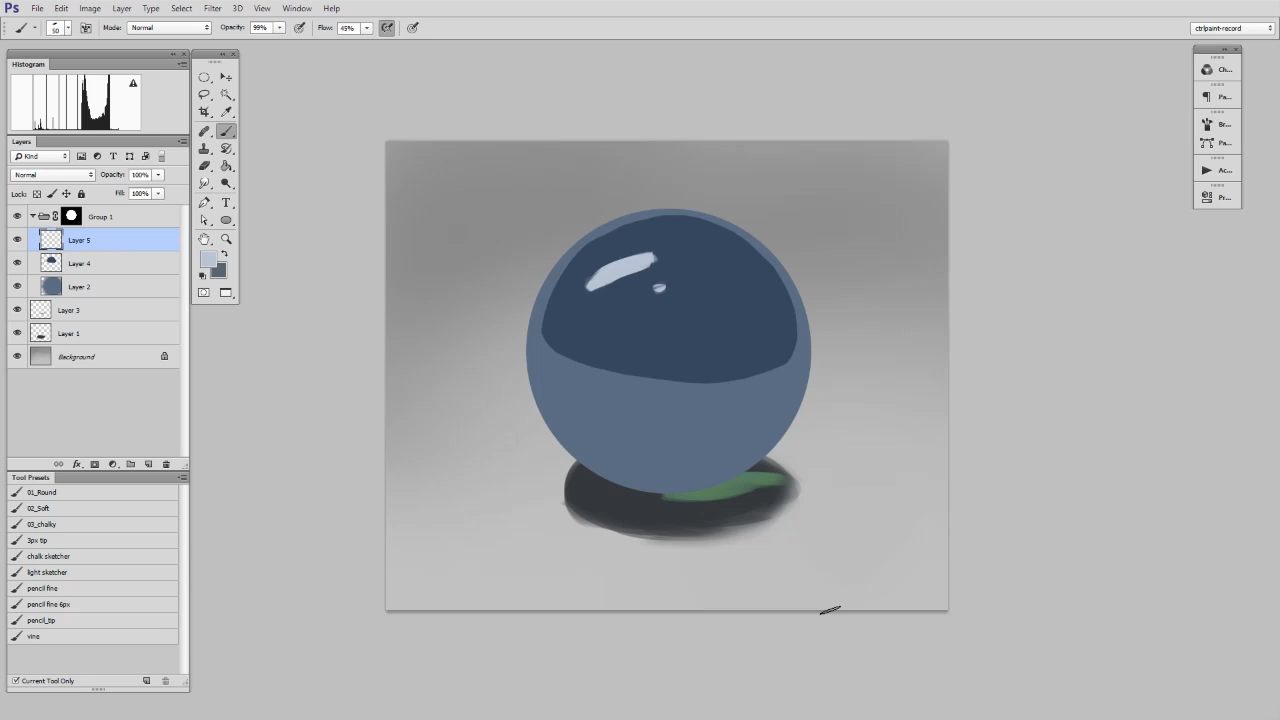 Ps File Edit Image Layer Type Select Filter 3D View Window Help
50 Mode: Normal Opacity: 99% Flow: 45% ctrlpaint-record
Histogram
Layers
Kind
Normal Opacity: 100%
Lock: Fill: 100%
Group 1
Layer 5
Layer 4
Layer 2
Layer 3
Layer 1
Background
fx
Tool Presets
01_Round
02_Soft
03_chalky
3px tip
chalk sketcher
light sketcher
pencil fine
pencil fine 6px
pencil_tip
vine
Current Tool Only
Ch...
Pa...
Br...
Pa...
Ac...
Pr...